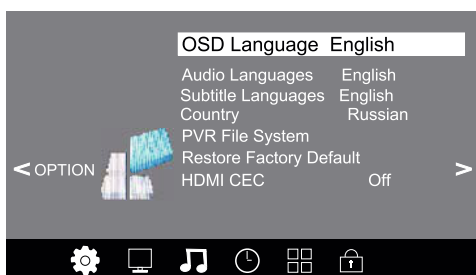 OSD Language English
Audio Languages English
Subtitle Languages English
Country Russian
PVR File System
Restore Factory Default
< OPTION >
HDMI CEC Off